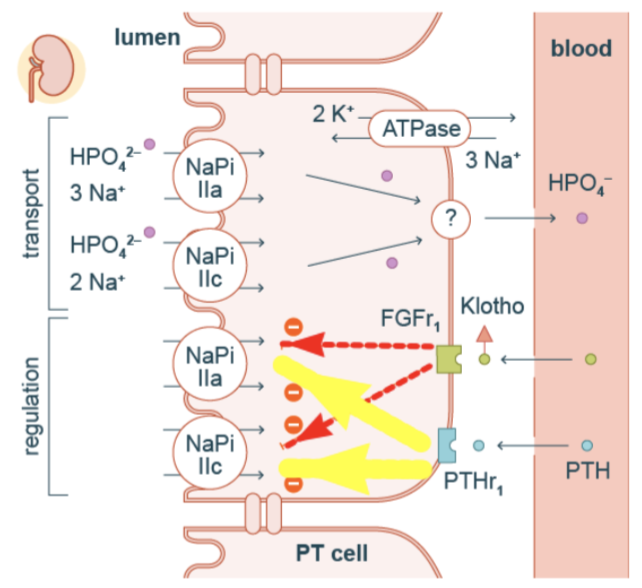 lumen
blood
2 K⁺
ATPase
3 Na⁺
transport
HPO₄²⁻
3 Na⁺
NaPi
IIa
HPO₄⁻
?
HPO₄²⁻
2 Na⁺
NaPi
IIc
FGFr₁
Klotho
regulation
NaPi
IIa
NaPi
IIc
PTHr₁
PTH
PT cell